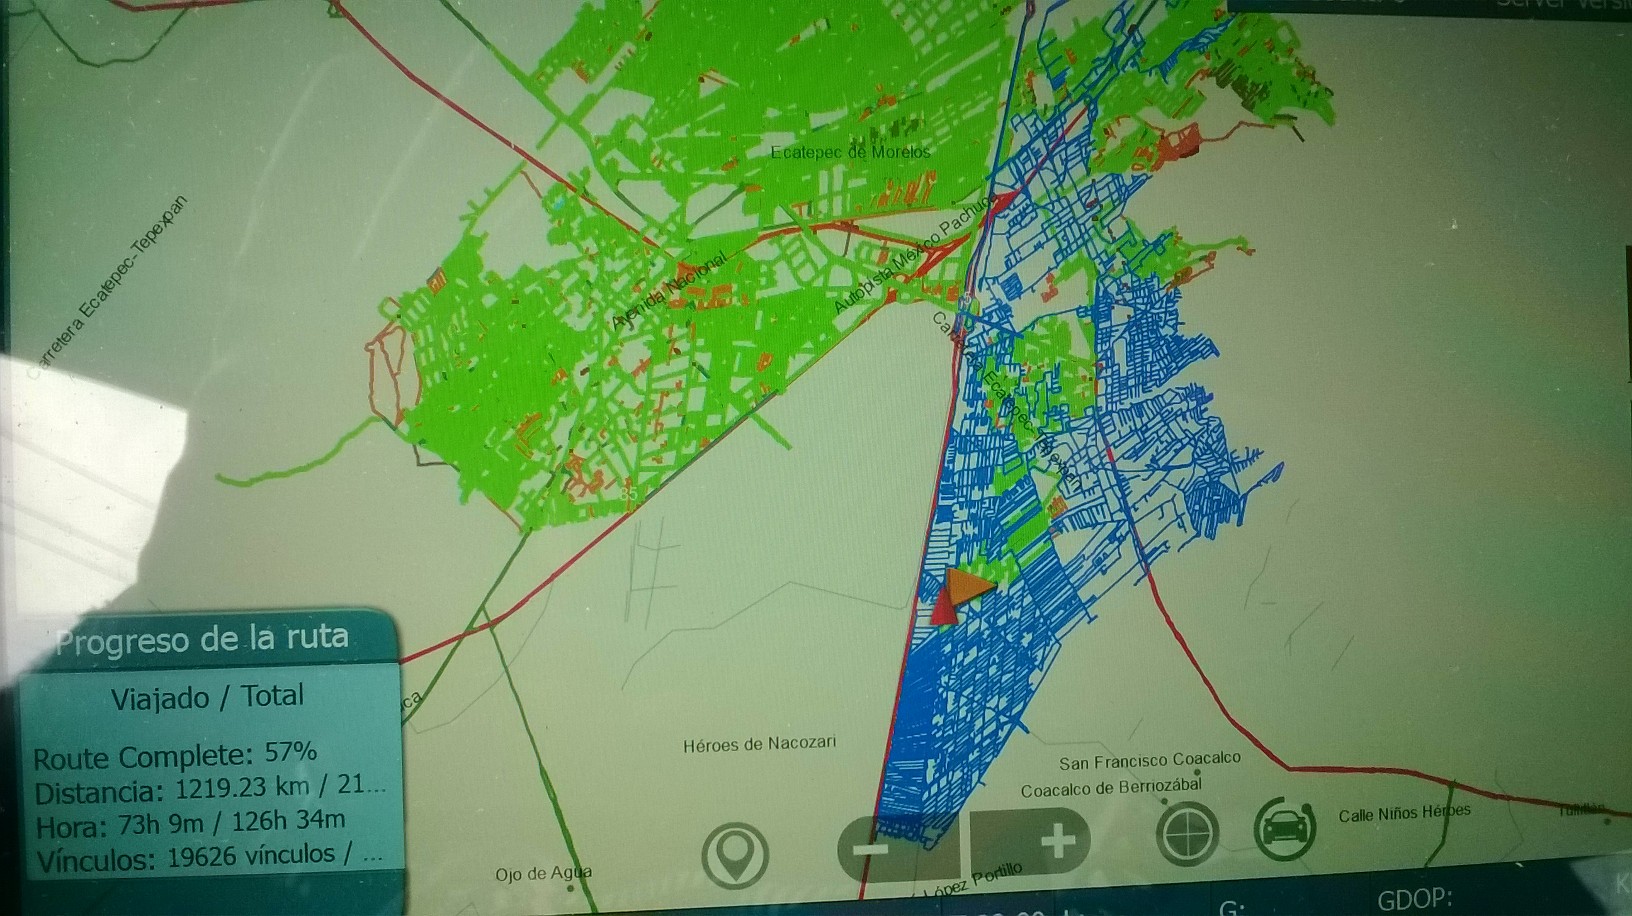 Server Versi
Ecatepec de Morelos
Carretera Ecatepec-Tepexpan
Avenida Nacional
Autopista México Pachuc
Ecatepec-Tepexpan
85
Progreso de la ruta
Viajado / Total
Route Complete: 57%
Distancia: 1219.23 km / 21...
Hora: 73h 9m / 126h 34m
Vínculos: 19626 vínculos / ...
ca
Héroes de Nacozari
San Francisco Coacalco
Coacalco de Berriozábal
Calle Niños Héroes
Ojo de Agua
López Portillo
G:
GDOP:
K